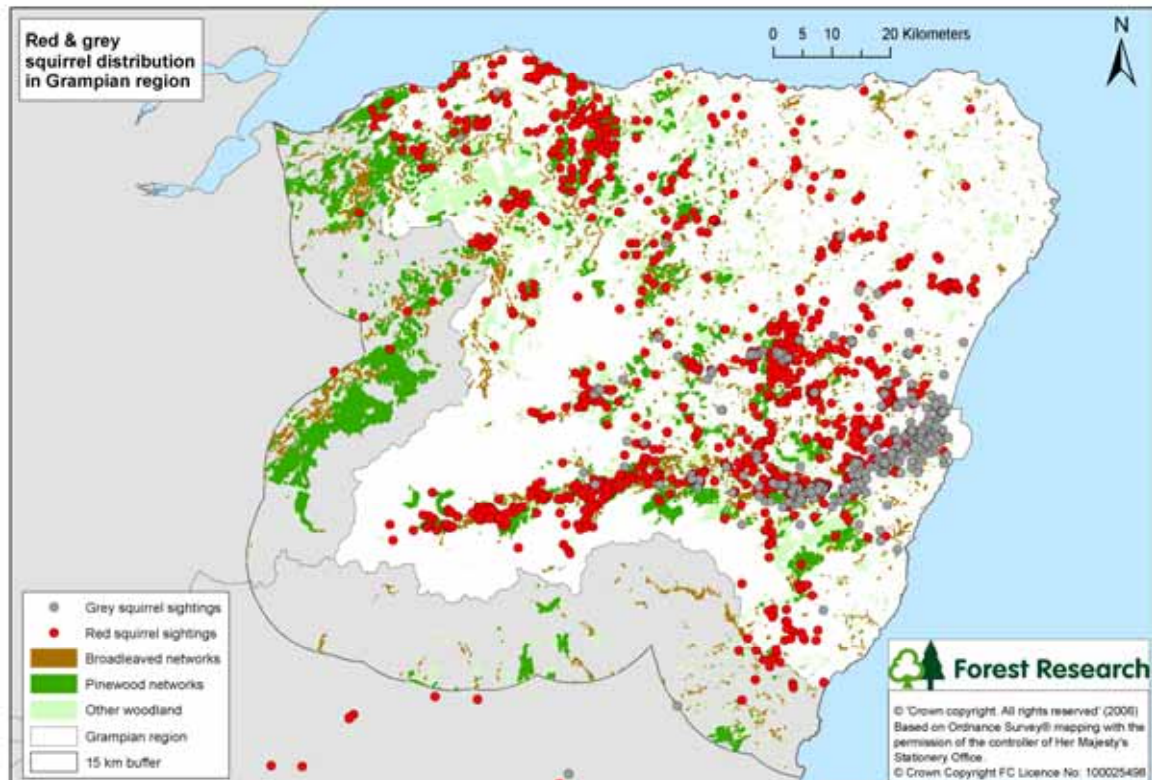 Red & grey
squirrel distribution
in Grampian region
0 5 10 20 Kilometers
N
Grey squirrel sightings
Red squirrel sightings
Broadleaved networks
Pinewood networks
Other woodland
Grampian region
15 km buffer
Forest Research
© 'Crown copyright. All rights reserved' (2006)
Based on Ordnance Survey® mapping with the
permission of the controller of Her Majesty's
Stationery Office.
© Crown Copyright FC Licence No: 100025498